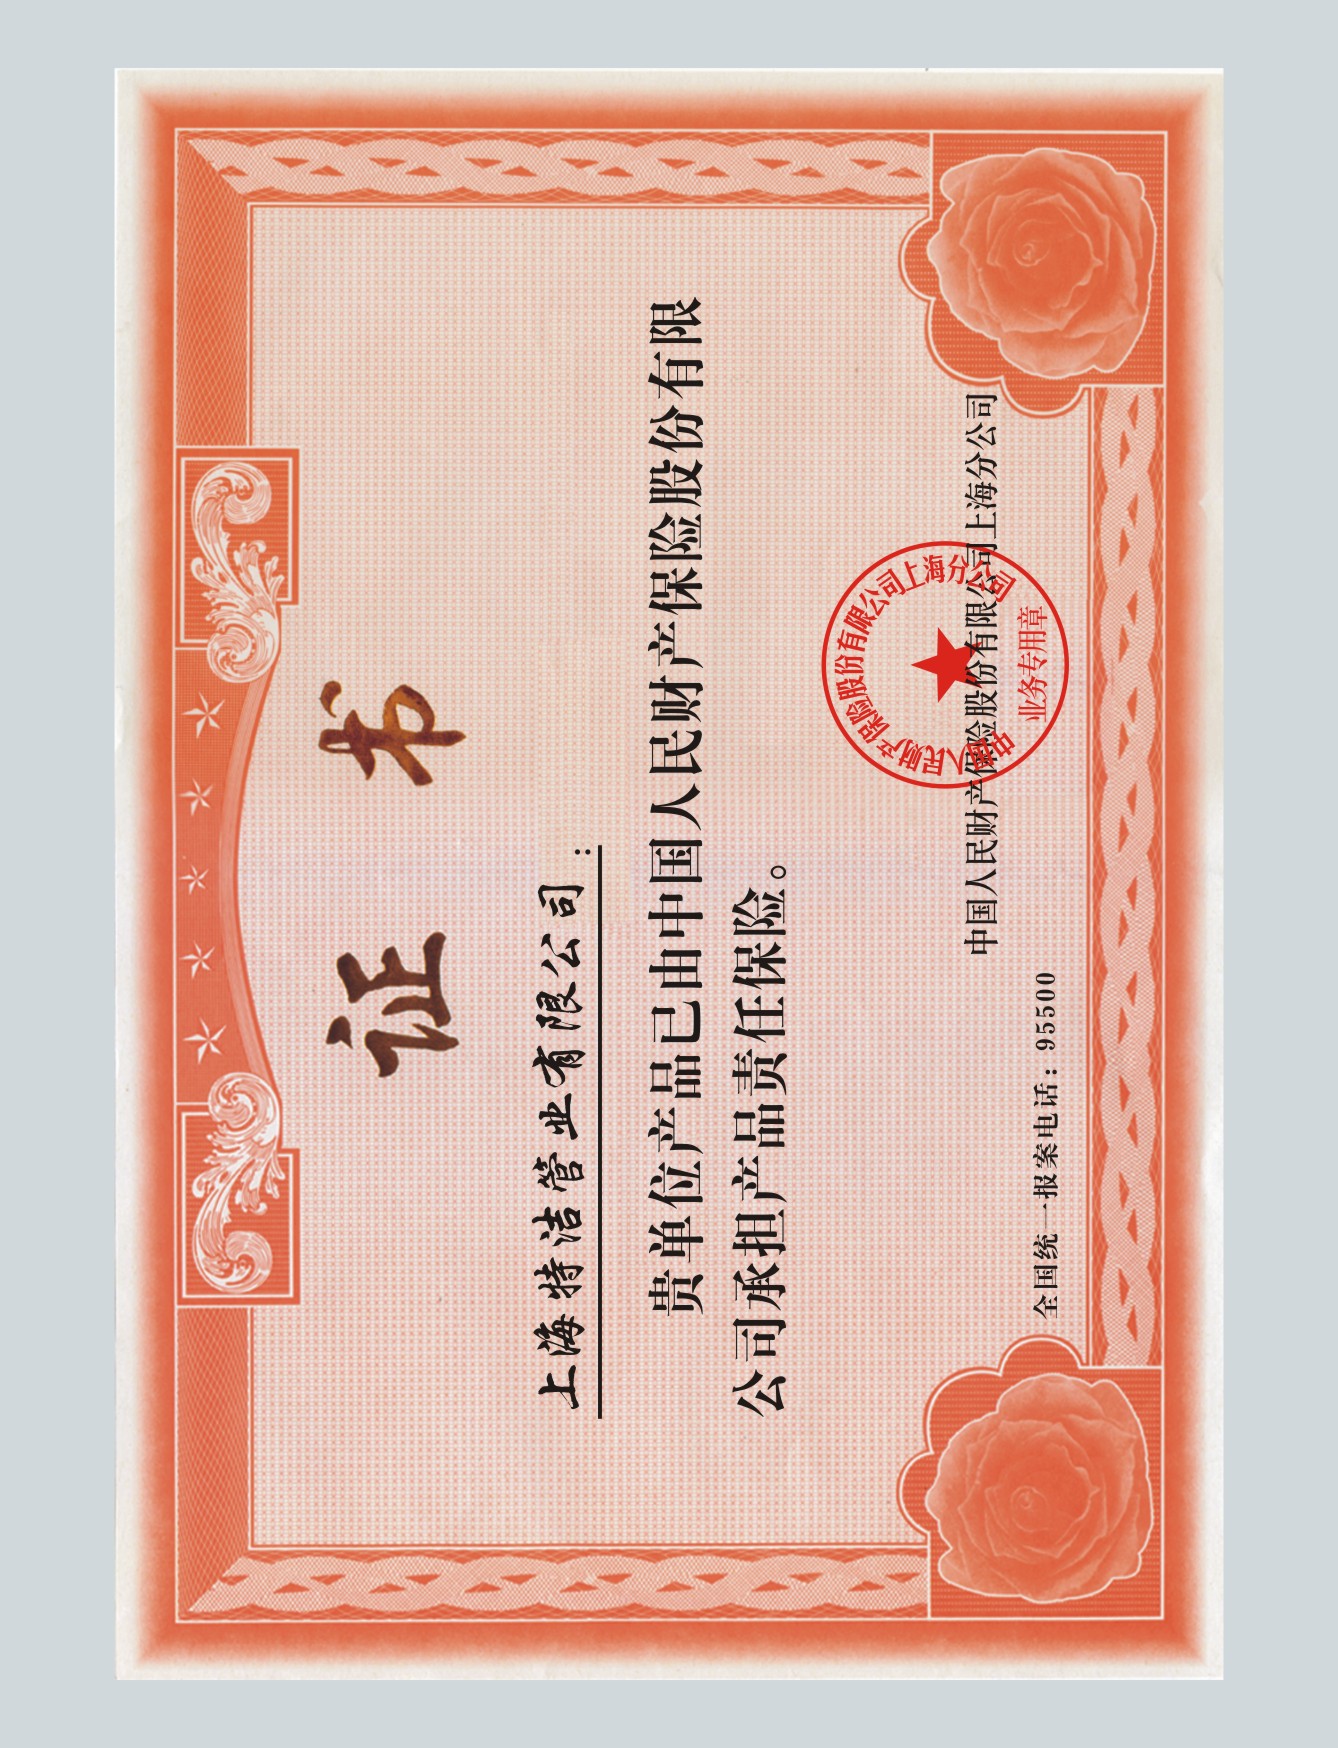 证书
上海特洁管业有限公司：
贵单位产品已由中国人民财产保险股份有限
公司承担产品责任保险。
中国人民财产保险股份有限公司上海分公司
中国人民财产保险股份有限公司上海分公司
业务专用章
全国统一报案电话：95500